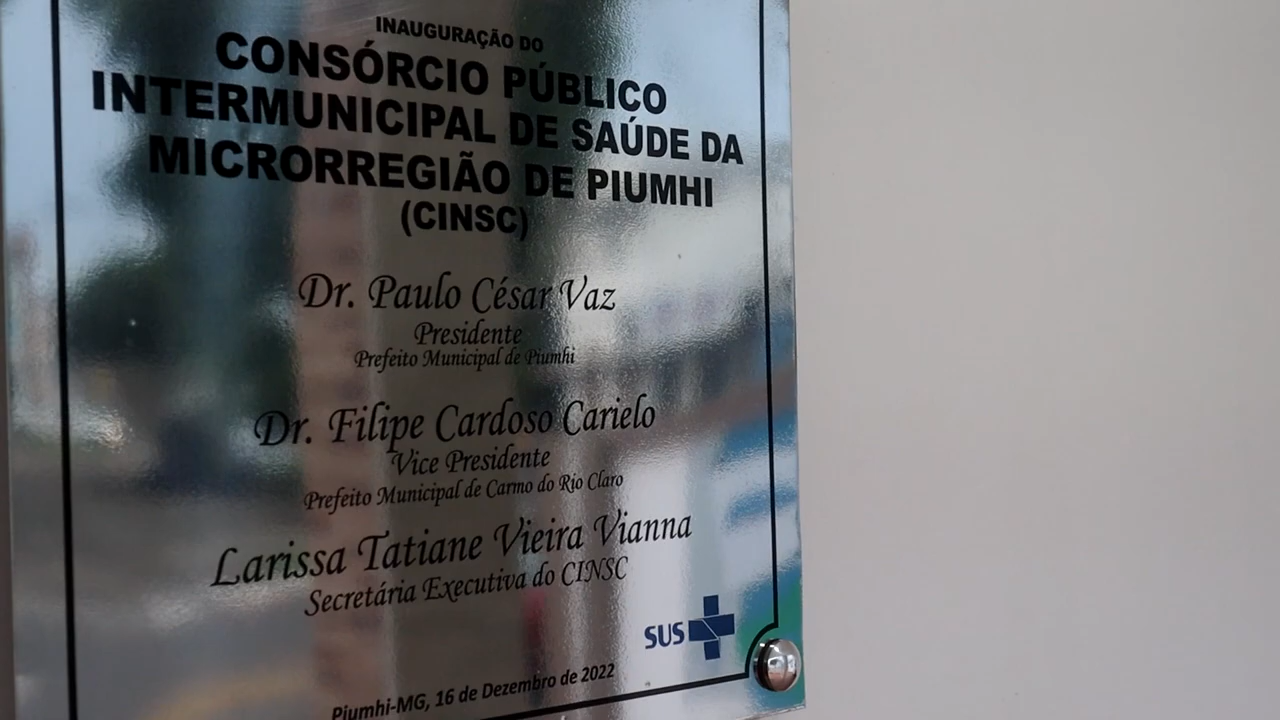 INAUGURAÇÃO DO
CONSÓRCIO PÚBLICO
INTERMUNICIPAL DE SAÚDE DA
MICRORREGIÃO DE PIUMHI
(CINSC)
Dr. Paulo César Vaz
Presidente
Prefeito Municipal de Piumhi
Dr. Filipe Cardoso Carielo
Vice Presidente
Prefeito Municipal de Carmo do Rio Claro
Larissa Tatiane Vieira Vianna
Secretária Executiva do CINSC
SUS
Piumhi-MG, 16 de Dezembro de 2022